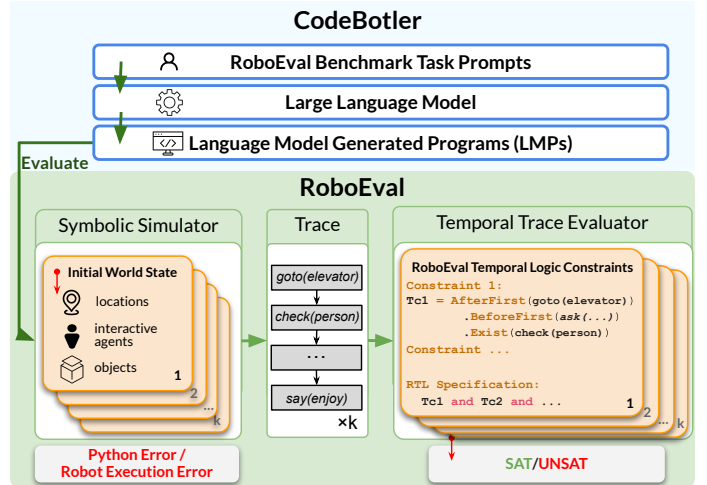 CodeBotler
RoboEval Benchmark Task Prompts
Large Language Model
Language Model Generated Programs (LMPs)
Evaluate
RoboEval
Symbolic Simulator
Initial World State
locations
interactive
agents
objects
1
2
...
k
Python Error /
Robot Execution Error
Trace
goto(elevator)
check(person)
...
say(enjoy)
×k
Temporal Trace Evaluator
RoboEval Temporal Logic Constraints
Constraint 1:
Tc1 = AfterFirst(goto(elevator))
.BeforeFirst(ask(...))
.Exist(check(person))
Constraint ...
RTL Specification:
Tc1 and Tc2 and ...
1
2
...
k
SAT/UNSAT